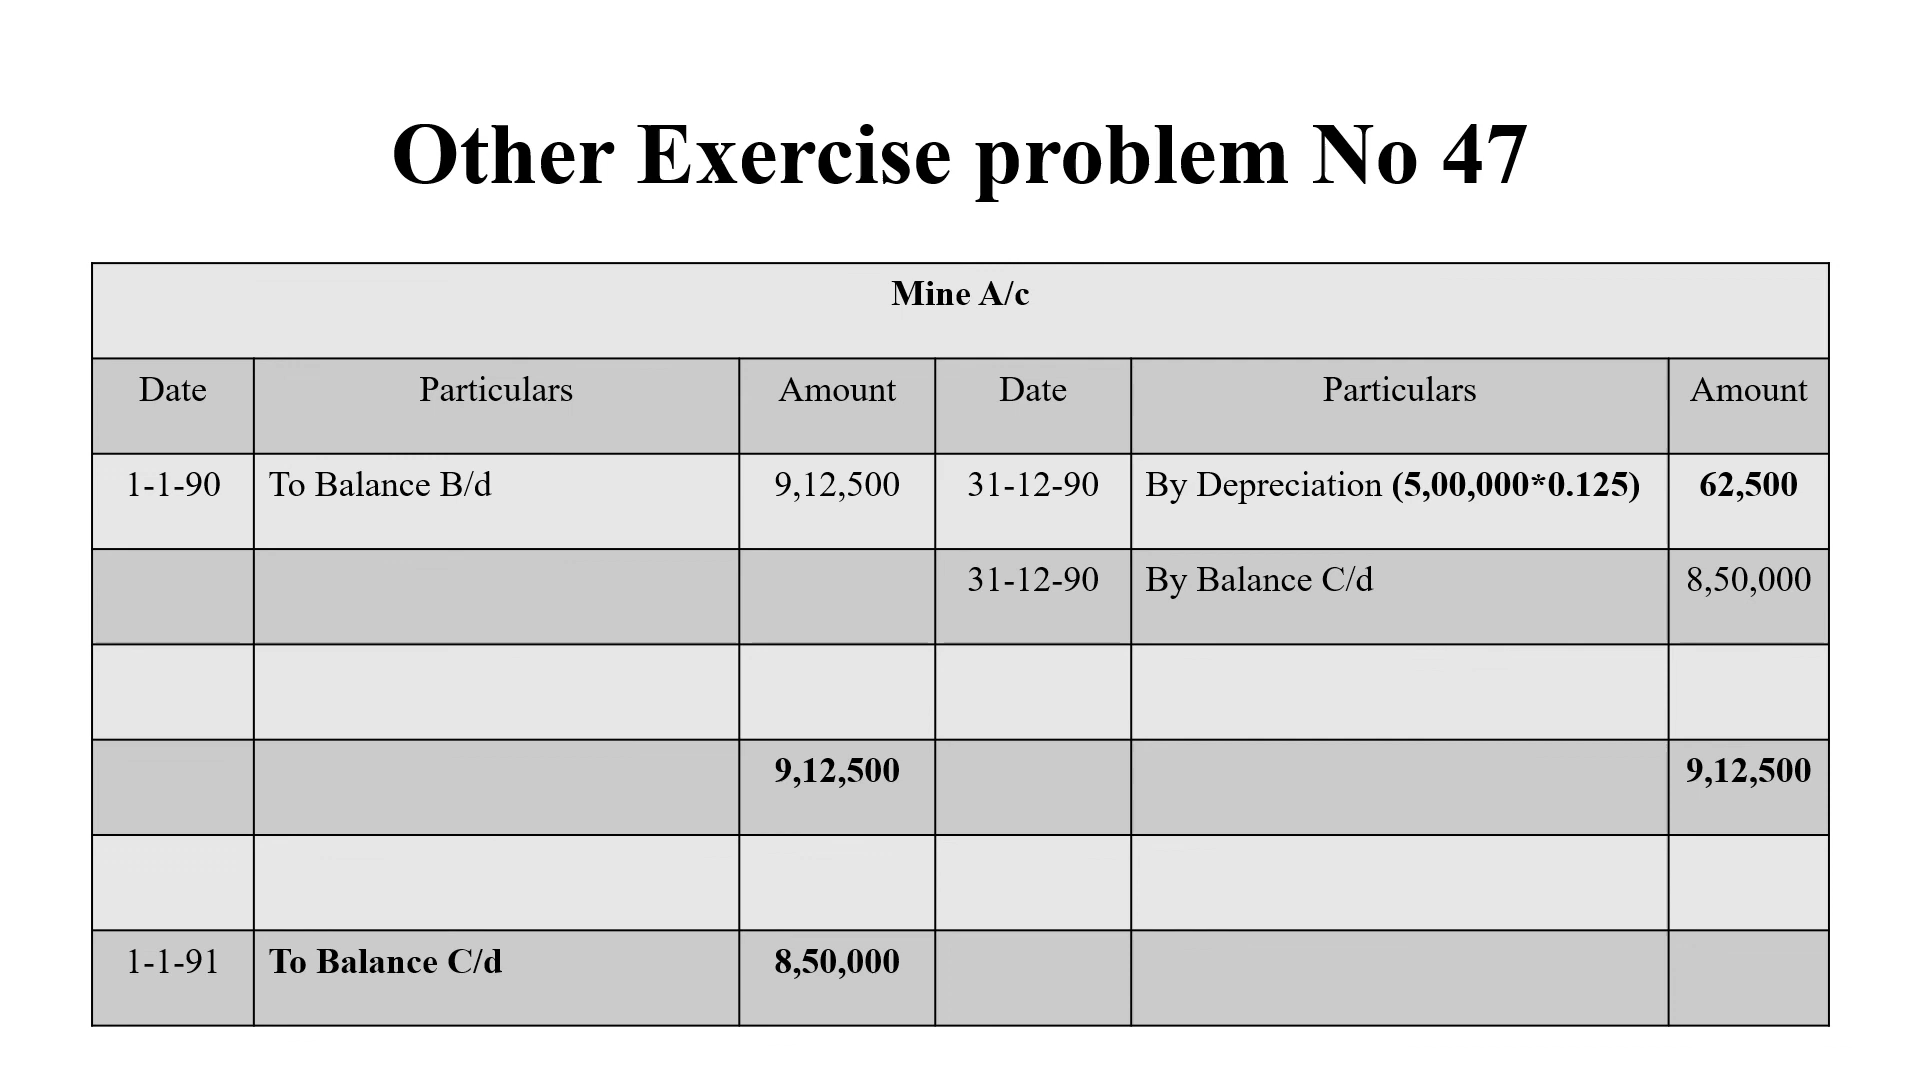 Other Exercise problem No 47
Mine A/c
Date Particulars Amount Date Particulars Amount
1-1-90 To Balance B/d 9,12,500 31-12-90 By Depreciation (5,00,000*0.125) 62,500
31-12-90 By Balance C/d 8,50,000
9,12,500 9,12,500
1-1-91 To Balance C/d 8,50,000